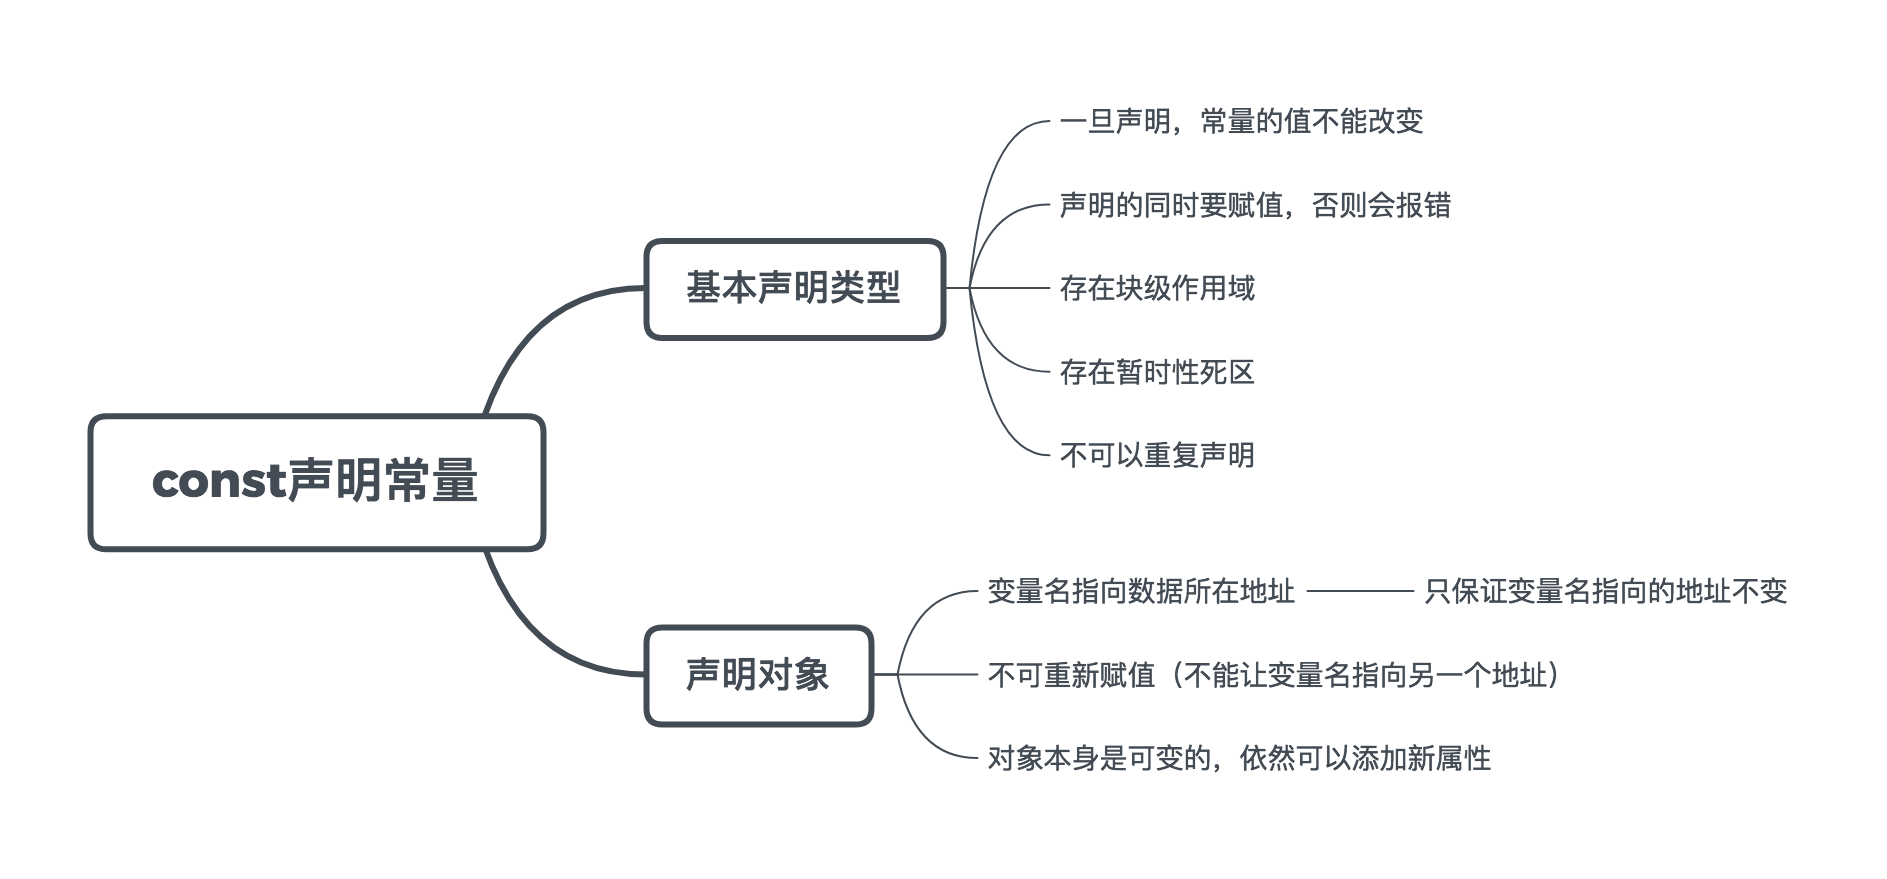 const声明常量
基本声明类型
一旦声明，常量的值不能改变
声明的同时要赋值，否则会报错
存在块级作用域
存在暂时性死区
不可以重复声明
声明对象
变量名指向数据所在地址
只保证变量名指向的地址不变
不可重新赋值（不能让变量名指向另一个地址）
对象本身是可变的，依然可以添加新属性